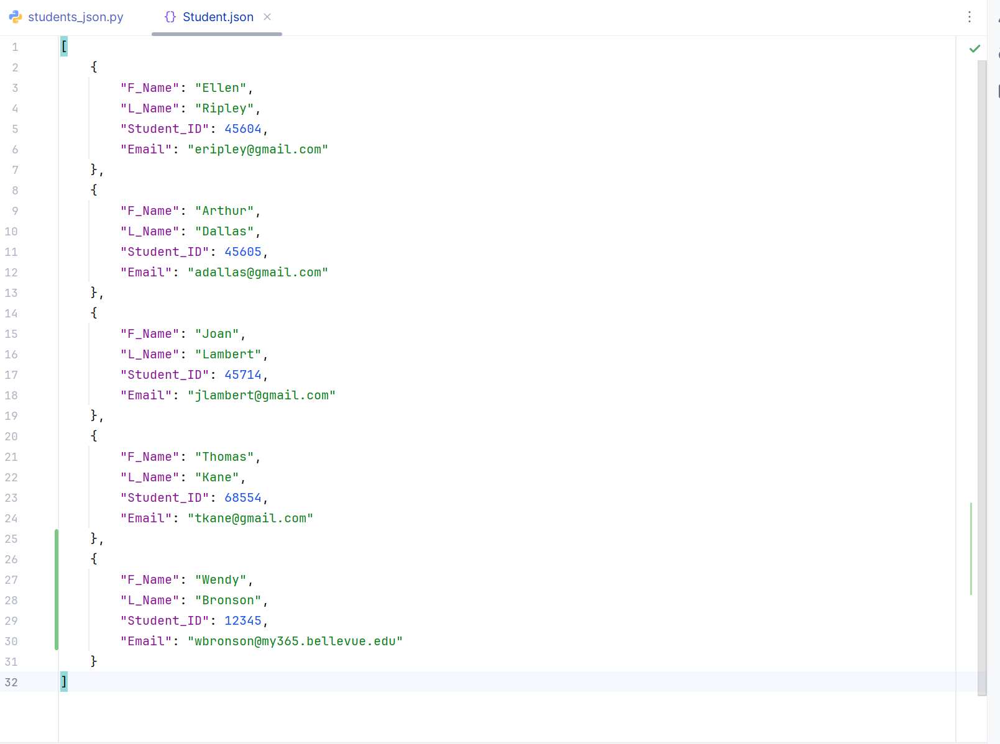 students_json.py    {} Student.json
1 [
2     {
3         "F_Name": "Ellen",
4         "L_Name": "Ripley",
5         "Student_ID": 45604,
6         "Email": "eripley@gmail.com"
7     },
8     {
9         "F_Name": "Arthur",
10         "L_Name": "Dallas",
11         "Student_ID": 45605,
12         "Email": "adallas@gmail.com"
13     },
14     {
15         "F_Name": "Joan",
16         "L_Name": "Lambert",
17         "Student_ID": 45714,
18         "Email": "jlambert@gmail.com"
19     },
20     {
21         "F_Name": "Thomas",
22         "L_Name": "Kane",
23         "Student_ID": 68554,
24         "Email": "tkane@gmail.com"
25     },
26     {
27         "F_Name": "Wendy",
28         "L_Name": "Bronson",
29         "Student_ID": 12345,
30         "Email": "wbronson@my365.bellevue.edu"
31     }
32 ]